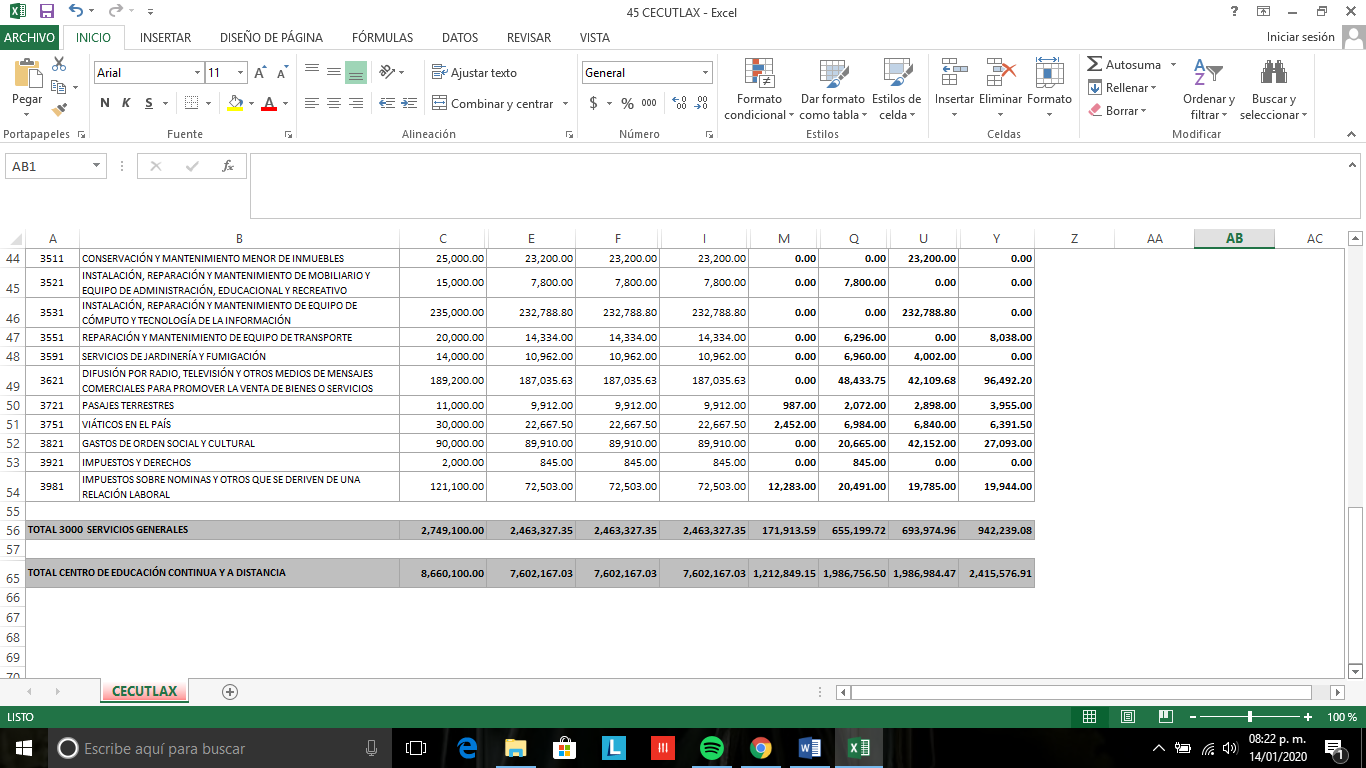 45 CECUTLAX - Excel
ARCHIVO INICIO INSERTAR DISEÑO DE PÁGINA FÓRMULAS DATOS REVISAR VISTA Iniciar sesión
Pegar
Portapapeles
Arial 11
N K S
Fuente
Ajustar texto
Combinar y centrar
Alineación
General
$ % 000
Número
Formato condicional
Dar formato como tabla
Estilos de celda
Estilos
Insertar Eliminar Formato
Celdas
Autosuma
Rellenar
Borrar
Ordenar y filtrar
Buscar y seleccionar
Modificar
AB1 fx
A B C E F I M Q U Y Z AA AB AC
44 3511 CONSERVACIÓN Y MANTENIMIENTO MENOR DE INMUEBLES 25,000.00 23,200.00 23,200.00 23,200.00 0.00 0.00 23,200.00 0.00
45 3521 INSTALACIÓN, REPARACIÓN Y MANTENIMIENTO DE MOBILIARIO Y
EQUIPO DE ADMINISTRACIÓN, EDUCACIONAL Y RECREATIVO 15,000.00 7,800.00 7,800.00 7,800.00 0.00 7,800.00 0.00 0.00
46 3531 INSTALACIÓN, REPARACIÓN Y MANTENIMIENTO DE EQUIPO DE
CÓMPUTO Y TECNOLOGÍA DE LA INFORMACIÓN 235,000.00 232,788.80 232,788.80 232,788.80 0.00 0.00 232,788.80 0.00
47 3551 REPARACIÓN Y MANTENIMIENTO DE EQUIPO DE TRANSPORTE 20,000.00 14,334.00 14,334.00 14,334.00 0.00 6,296.00 0.00 8,038.00
48 3591 SERVICIOS DE JARDINERÍA Y FUMIGACIÓN 14,000.00 10,962.00 10,962.00 10,962.00 0.00 6,960.00 4,002.00 0.00
49 3621 DIFUSIÓN POR RADIO, TELEVISIÓN Y OTROS MEDIOS DE MENSAJES
COMERCIALES PARA PROMOVER LA VENTA DE BIENES O SERVICIOS 189,200.00 187,035.63 187,035.63 187,035.63 0.00 48,433.75 42,109.68 96,492.20
50 3721 PASAJES TERRESTRES 11,000.00 9,912.00 9,912.00 9,912.00 987.00 2,072.00 2,898.00 3,955.00
51 3751 VIÁTICOS EN EL PAÍS 30,000.00 22,667.50 22,667.50 22,667.50 2,452.00 6,984.00 6,840.00 6,391.50
52 3821 GASTOS DE ORDEN SOCIAL Y CULTURAL 90,000.00 89,910.00 89,910.00 89,910.00 0.00 20,665.00 42,152.00 27,093.00
53 3921 IMPUESTOS Y DERECHOS 2,000.00 845.00 845.00 845.00 0.00 845.00 0.00 0.00
54 3981 IMPUESTOS SOBRE NOMINAS Y OTROS QUE SE DERIVEN DE UNA
RELACIÓN LABORAL 121,100.00 72,503.00 72,503.00 72,503.00 12,283.00 20,491.00 19,785.00 19,944.00
55
56 TOTAL 3000 SERVICIOS GENERALES 2,749,100.00 2,463,327.35 2,463,327.35 2,463,327.35 171,913.59 655,199.72 693,974.96 942,239.08
57
65 TOTAL CENTRO DE EDUCACIÓN CONTINUA Y A DISTANCIA 8,660,100.00 7,602,167.03 7,602,167.03 7,602,167.03 1,212,849.15 1,986,756.50 1,986,984.47 2,415,576.91
66
67
68
69
70
CECUTLAX
LISTO 100 %
Escribe aquí para buscar
08:22 p. m.
14/01/2020
1